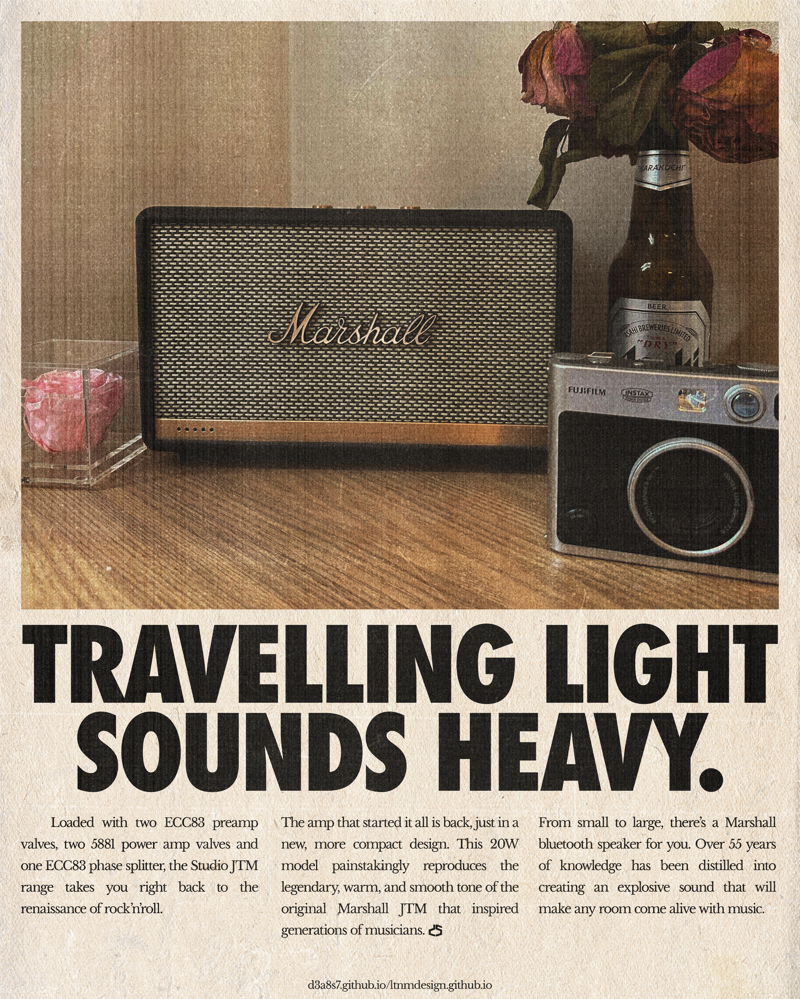 KARAKUCHI
Marshall
BEER
ASAHI BREWERIES LIMITED
"DRY"
FUJIFILM
INSTAX
TRAVELLING LIGHT
SOUNDS HEAVY.
Loaded with two ECC83 preamp
valves, two 5881 power amp valves and
one ECC83 phase splitter, the Studio JTM
range takes you right back to the
renaissance of rock'n'roll.
The amp that started it all is back, just in a
new, more compact design. This 20W
model painstakingly reproduces the
legendary, warm, and smooth tone of the
original Marshall JTM that inspired
generations of musicians.
From small to large, there's a Marshall
bluetooth speaker for you. Over 55 years
of knowledge has been distilled into
creating an explosive sound that will
make any room come alive with music.
d3a8s7.github.io/ltnmdesign.github.io